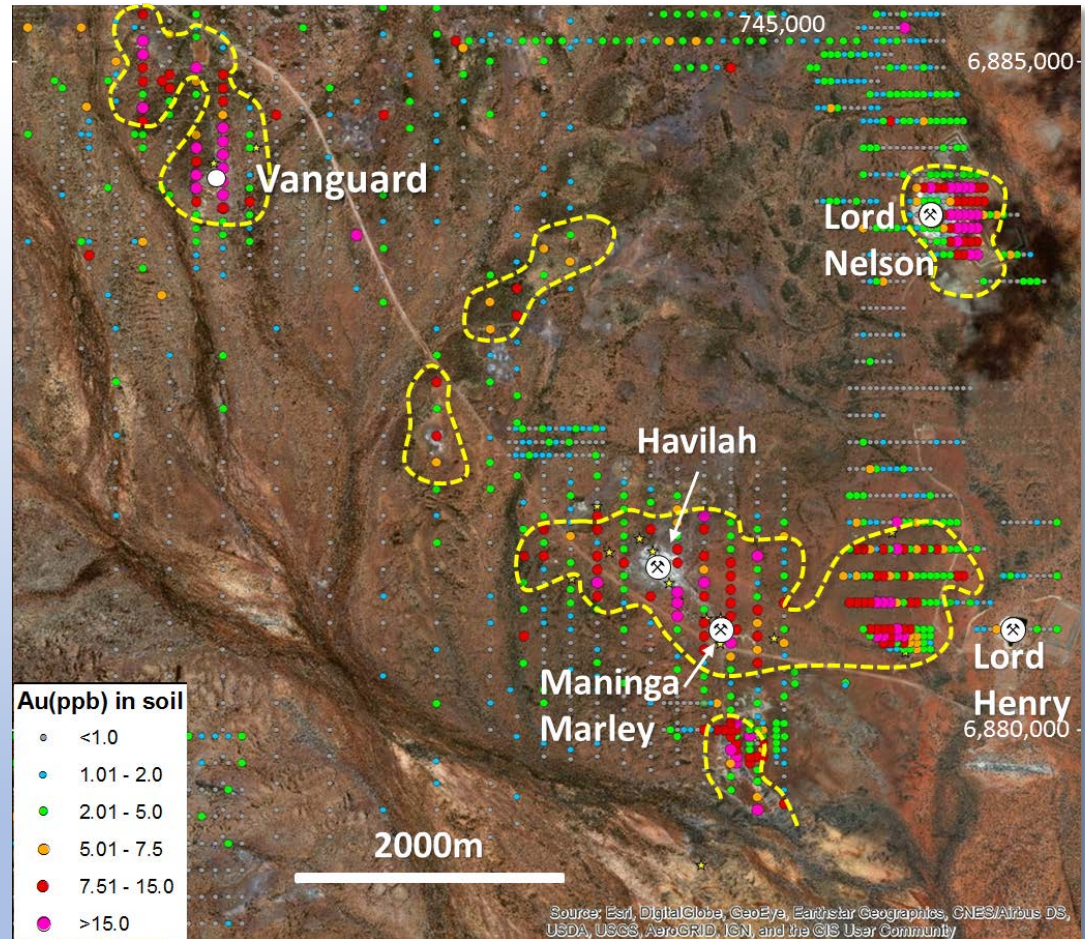 745,000
6,885,000
Vanguard
Lord
Nelson
Havilah
Maninga
Marley
Lord
Henry
6,880,000
Au(ppb) in soil
<1.0
1.01 - 2.0
2.01 - 5.0
5.01 - 7.5
7.51 - 15.0
>15.0
2000m
Source: Esri, DigitalGlobe, GeoEye, Earthstar Geographics, CNES/Airbus DS,
USDA, USGS, AeroGRID, IGN, and the GIS User Community